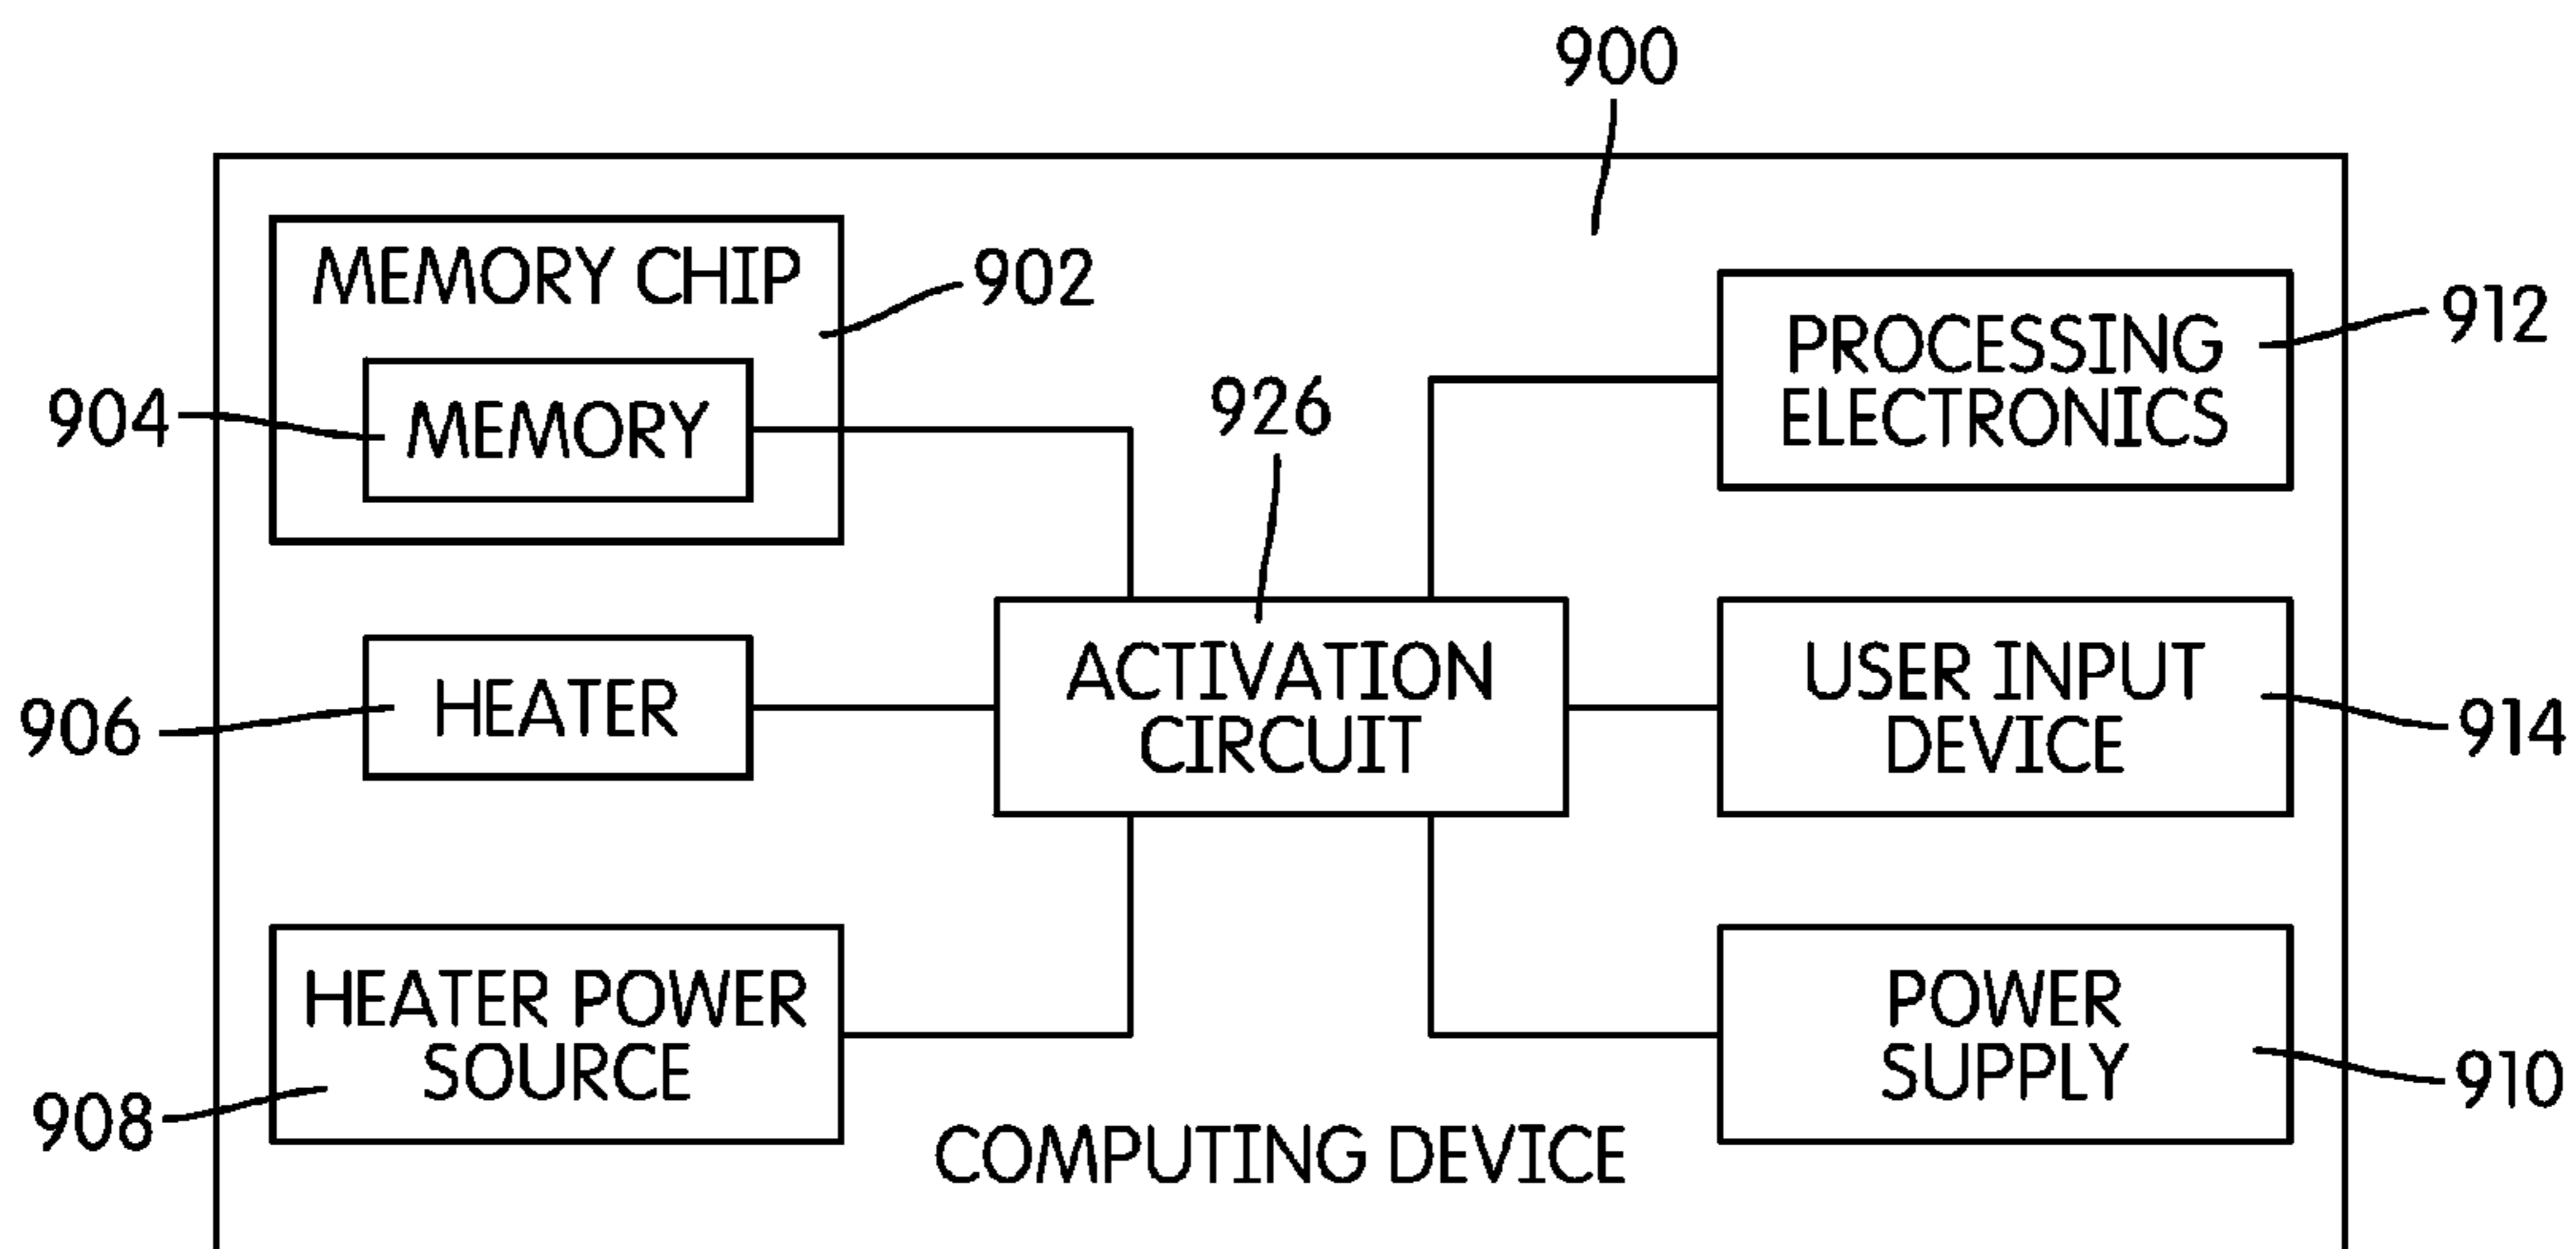 900
MEMORY CHIP
902
904
MEMORY
926
PROCESSING
ELECTRONICS
912
906
HEATER
ACTIVATION
CIRCUIT
USER INPUT
DEVICE
914
HEATER POWER
SOURCE
908
POWER
SUPPLY
910
COMPUTING DEVICE